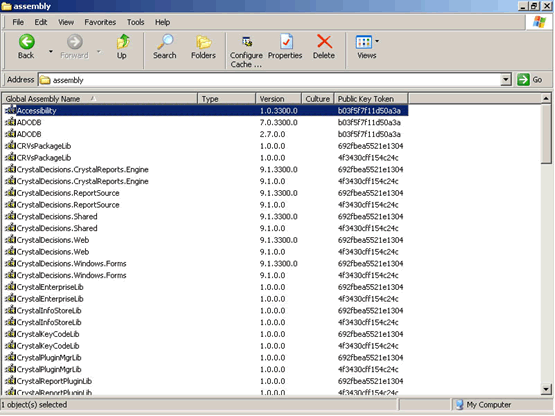 assembly
File Edit View Favorites Tools Help
Back Forward Up Search Folders Configure Cache ... Properties Delete Views
Address assembly Go
Global Assembly Name Type Version Culture Public Key Token
Accessibility 1.0.3300.0 b03f5f7f11d50a3a
ADODB 7.0.3300.0 b03f5f7f11d50a3a
ADODB 2.7.0.0 b03f5f7f11d50a3a
CRVsPackageLib 1.0.0.0 692fbea5521e1304
CRVsPackageLib 1.0.0.0 4f3430cff154c24c
CrystalDecisions.CrystalReports.Engine 9.1.3300.0 692fbea5521e1304
CrystalDecisions.CrystalReports.Engine 9.1.0.0 4f3430cff154c24c
CrystalDecisions.ReportSource 9.1.3300.0 692fbea5521e1304
CrystalDecisions.ReportSource 9.1.0.0 4f3430cff154c24c
CrystalDecisions.Shared 9.1.3300.0 692fbea5521e1304
CrystalDecisions.Shared 9.1.0.0 4f3430cff154c24c
CrystalDecisions.Web 9.1.3300.0 692fbea5521e1304
CrystalDecisions.Web 9.1.0.0 4f3430cff154c24c
CrystalDecisions.Windows.Forms 9.1.3300.0 692fbea5521e1304
CrystalDecisions.Windows.Forms 9.1.0.0 4f3430cff154c24c
CrystalEnterpriseLib 1.0.0.0 692fbea5521e1304
CrystalEnterpriseLib 1.0.0.0 4f3430cff154c24c
CrystalInfoStoreLib 1.0.0.0 692fbea5521e1304
CrystalInfoStoreLib 1.0.0.0 4f3430cff154c24c
CrystalKeyCodeLib 1.0.0.0 692fbea5521e1304
CrystalKeyCodeLib 1.0.0.0 4f3430cff154c24c
CrystalPluginMgrLib 1.0.0.0 692fbea5521e1304
CrystalPluginMgrLib 1.0.0.0 4f3430cff154c24c
CrystalReportPluginLib 1.0.0.0 692fbea5521e1304
CrystalReportPluginLib 1.0.0.0 4f3430cff154c24c
1 object(s) selected My Computer